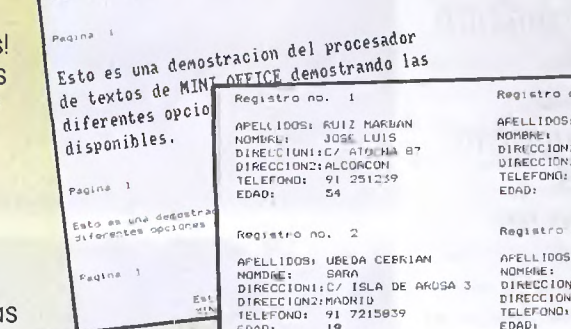 s!
s
as
Pagina 1
Esto es una demostracion del procesador
de textos de MINI OFFICE demostrando las
diferentes opcio
disponibles.
Pagina 1
Esto es una demostrac
diferentes opciones
Pagina 1
Est
Registro no. 1
APELLIDOS: RUIZ MARBAN
NOMBRE: JOSE LUIS
DIRECCION1:C/ ATOCHA 87
DIRECCION2:ALCORCON
TELEFONO: 91 251239
EDAD: 54
Registro no. 2
APELLIDOS: UBEDA CEBRIAN
NOMBRE: SARA
DIRECCION1:C/ ISLA DE AROSA 3
DIRECCION2:MADRID
TELEFONO: 91 7215839
EDAD: 19
Registro
APELLIDOS:
NOMBRE:
DIRECCION
DIRECCION
TELEFONO:
EDAD:
Registro
APELLIDOS
NOMBRE:
DIRECCION
DIRECCION
TELEFONO:
EDAD: